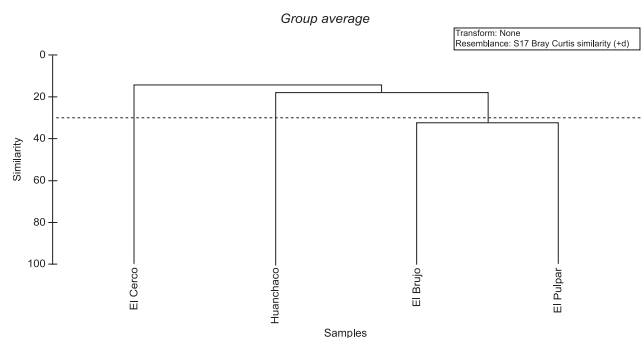 Group average
Transform: None
Resemblance: S17 Bray Curtis similarity (+d)
0
20
40
60
80
100
Similarity
El Cerco
Huanchaco
El Brujo
El Pulpar
Samples